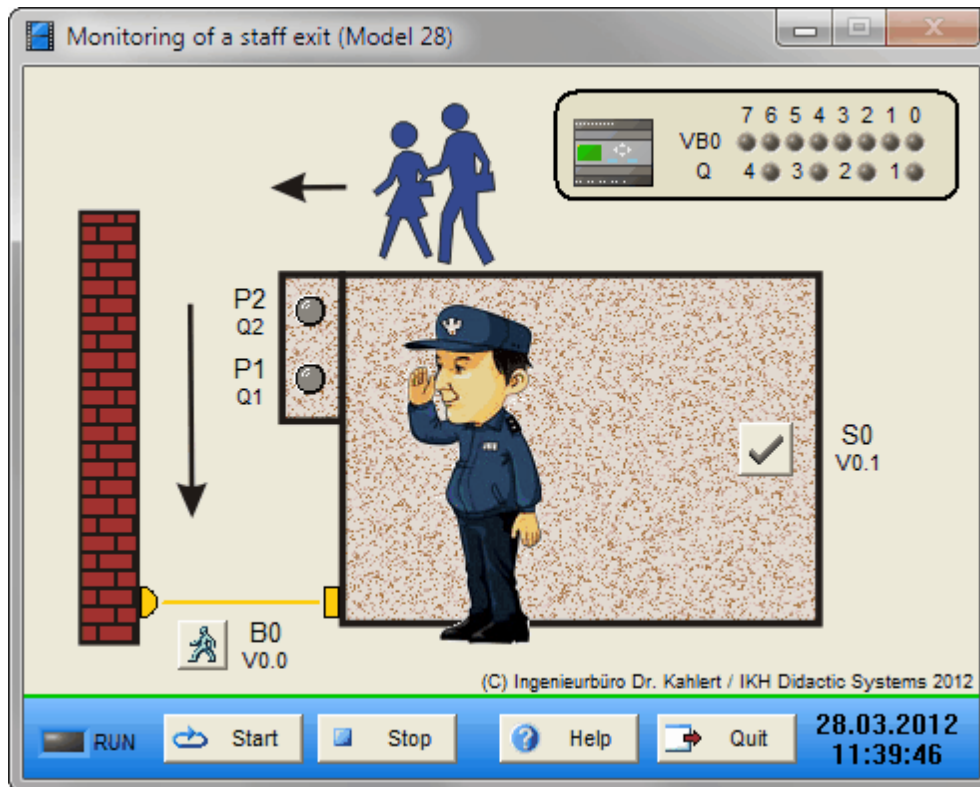 Monitoring of a staff exit (Model 28)
7 6 5 4 3 2 1 0
VB0
Q 4 3 2 1
P2
Q2
P1
Q1
S0
V0.1
B0
V0.0
(C) Ingenieurbüro Dr. Kahlert / IKH Didactic Systems 2012
RUN
Start
Stop
Help
Quit
28.03.2012
11:39:46